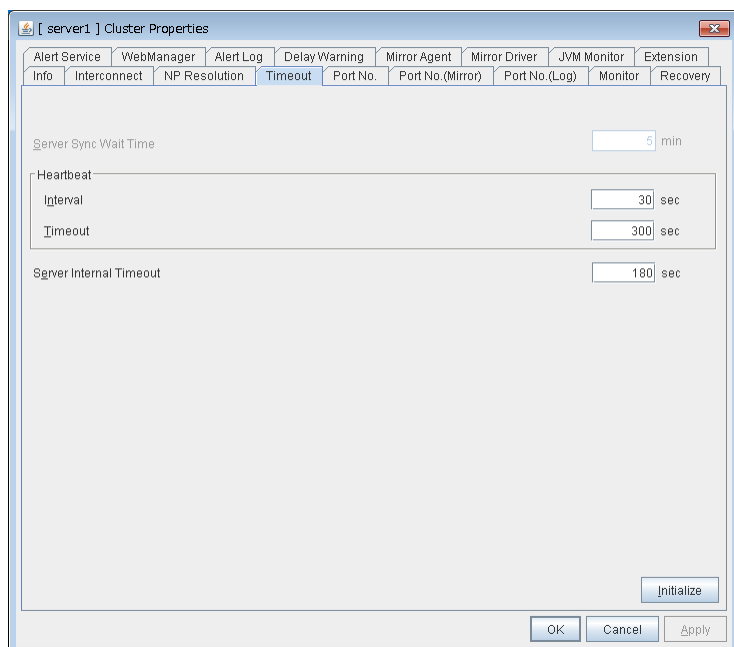 [ server1 ] Cluster Properties
Alert Service WebManager Alert Log Delay Warning Mirror Agent Mirror Driver JVM Monitor Extension
Info Interconnect NP Resolution Timeout Port No. Port No.(Mirror) Port No.(Log) Monitor Recovery
Server Sync Wait Time 5 min
Heartbeat
Interval 30 sec
Timeout 300 sec
Server Internal Timeout 180 sec
Initialize
OK Cancel Apply